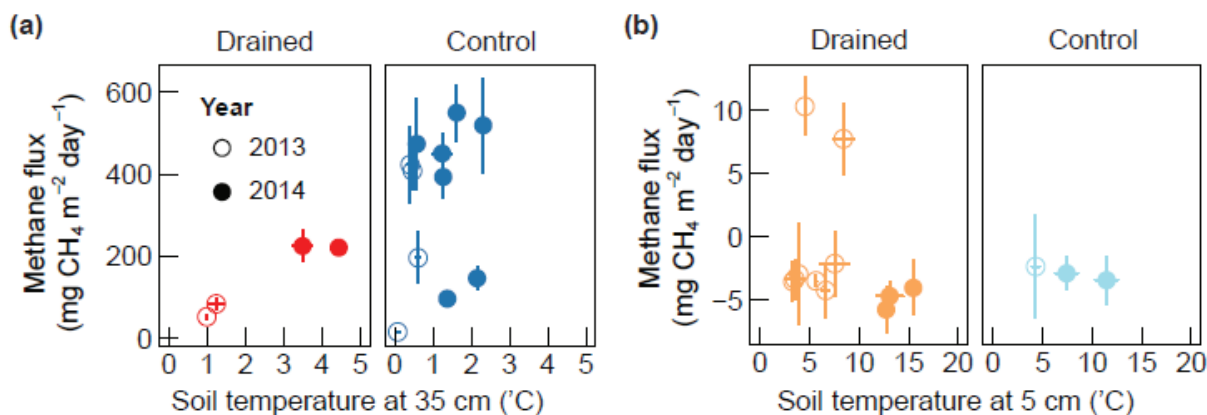 (a)
Drained
Control
Methane flux
(mg CH₄ m⁻² day⁻¹)
600
400
200
0
Year
2013
2014
0 1 2 3 4 5
0 1 2 3 4 5
Soil temperature at 35 cm (˚C)
(b)
Drained
Control
Methane flux
(mg CH₄ m⁻² day⁻¹)
10
5
0
−5
0 5 10 15 20
0 5 10 15 20
Soil temperature at 5 cm (˚C)